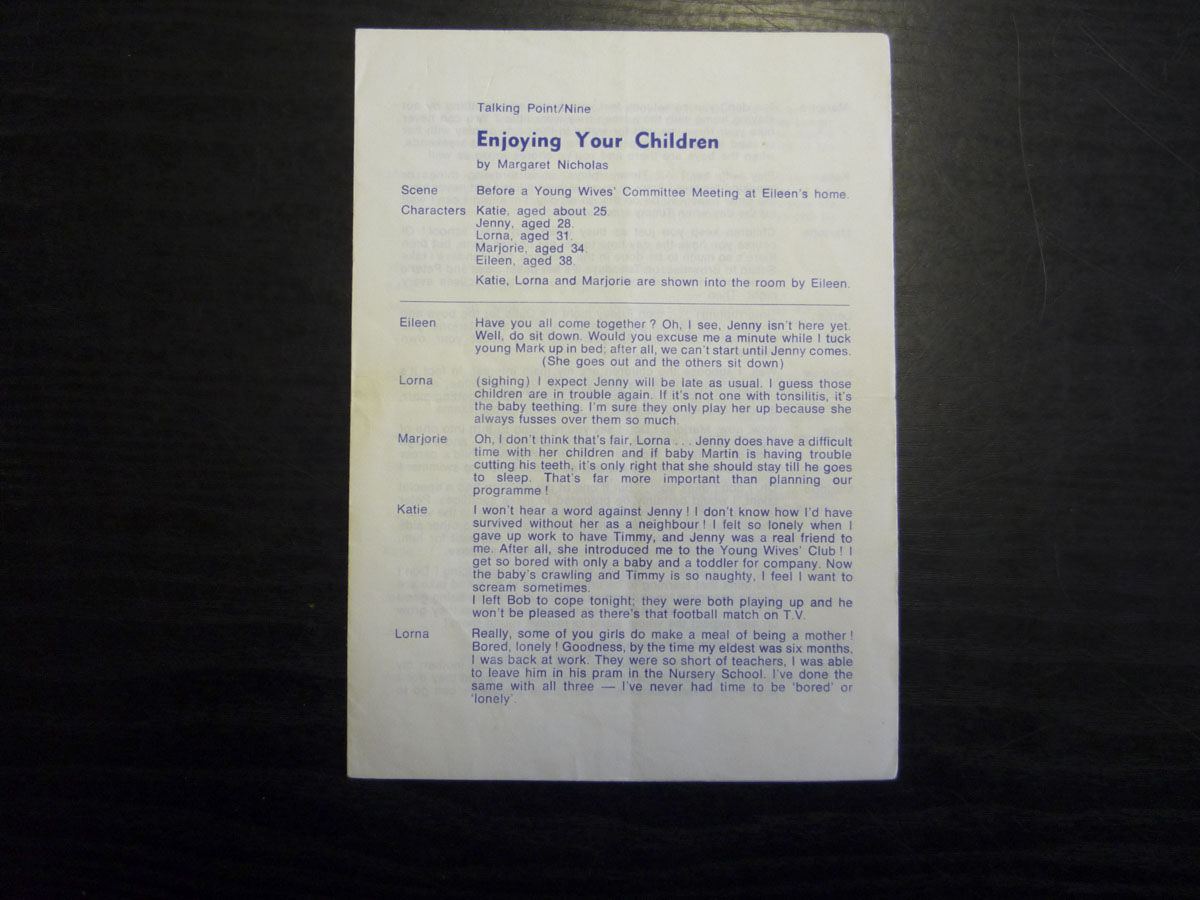 Talking Point/Nine
Enjoying Your Children
by Margaret Nicholas
Scene Before a Young Wives' Committee Meeting at Eileen's home.
Characters Katie, aged about 25.
Jenny, aged 28.
Lorna, aged 31.
Marjorie, aged 34.
Eileen, aged 38.
Katie, Lorna and Marjorie are shown into the room by Eileen.
Eileen Have you all come together? Oh, I see, Jenny isn't here yet.
Well, do sit down. Would you excuse me a minute while I tuck
young Mark up in bed; after all, we can't start until Jenny comes.
(She goes out and the others sit down)
Lorna (sighing) I expect Jenny will be late as usual. I guess those
children are in trouble again. If it's not one with tonsilitis, it's
the baby teething. I'm sure they only play her up because she
always fusses over them so much.
Marjorie Oh, I don't think that's fair, Lorna . . . Jenny does have a difficult
time with her children and if baby Martin is having trouble
cutting his teeth, it's only right that she should stay till he goes
to sleep. That's far more important than planning our
programme!
Katie I won't hear a word against Jenny! I don't know how I'd have
survived without her as a neighbour! I felt so lonely when I
gave up work to have Timmy, and Jenny was a real friend to
me. After all, she introduced me to the Young Wives' Club! I
get so bored with only a baby and a toddler for company. Now
the baby's crawling and Timmy is so naughty, I feel I want to
scream sometimes.
I left Bob to cope tonight; they were both playing up and he
won't be pleased as there's that football match on T.V.
Lorna Really, some of you girls do make a meal of being a mother!
Bored, lonely! Goodness, by the time my eldest was six months,
I was back at work. They were so short of teachers, I was able
to leave him in his pram in the Nursery School. I've done the
same with all three — I've never had time to be 'bored' or
'lonely'.